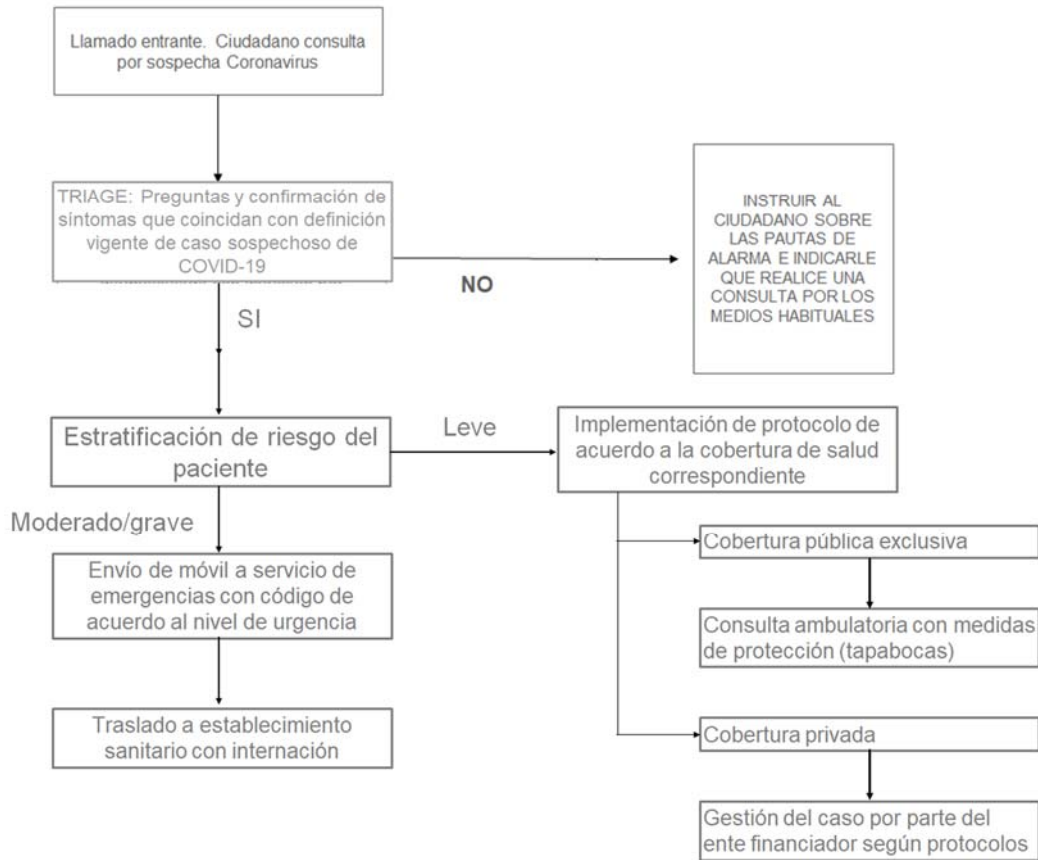 Llamado entrante. Ciudadano consulta
por sospecha Coronavirus
TRIAGE: Preguntas y confirmación de
síntomas que coincidan con definición
vigente de caso sospechoso de
COVID-19
INSTRUIR AL
CIUDADANO SOBRE
LAS PAUTAS DE
ALARMA E INDICARLE
QUE REALICE UNA
CONSULTA POR LOS
MEDIOS HABITUALES
NO
SI
Estratificación de riesgo del
paciente
Leve
Implementación de protocolo de
acuerdo a la cobertura de salud
correspondiente
Moderado/grave
Envío de móvil a servicio de
emergencias con código de
acuerdo al nivel de urgencia
Traslado a establecimiento
sanitario con internación
Cobertura pública exclusiva
Consulta ambulatoria con medidas
de protección (tapabocas)
Cobertura privada
Gestión del caso por parte del
ente financiador según protocolos